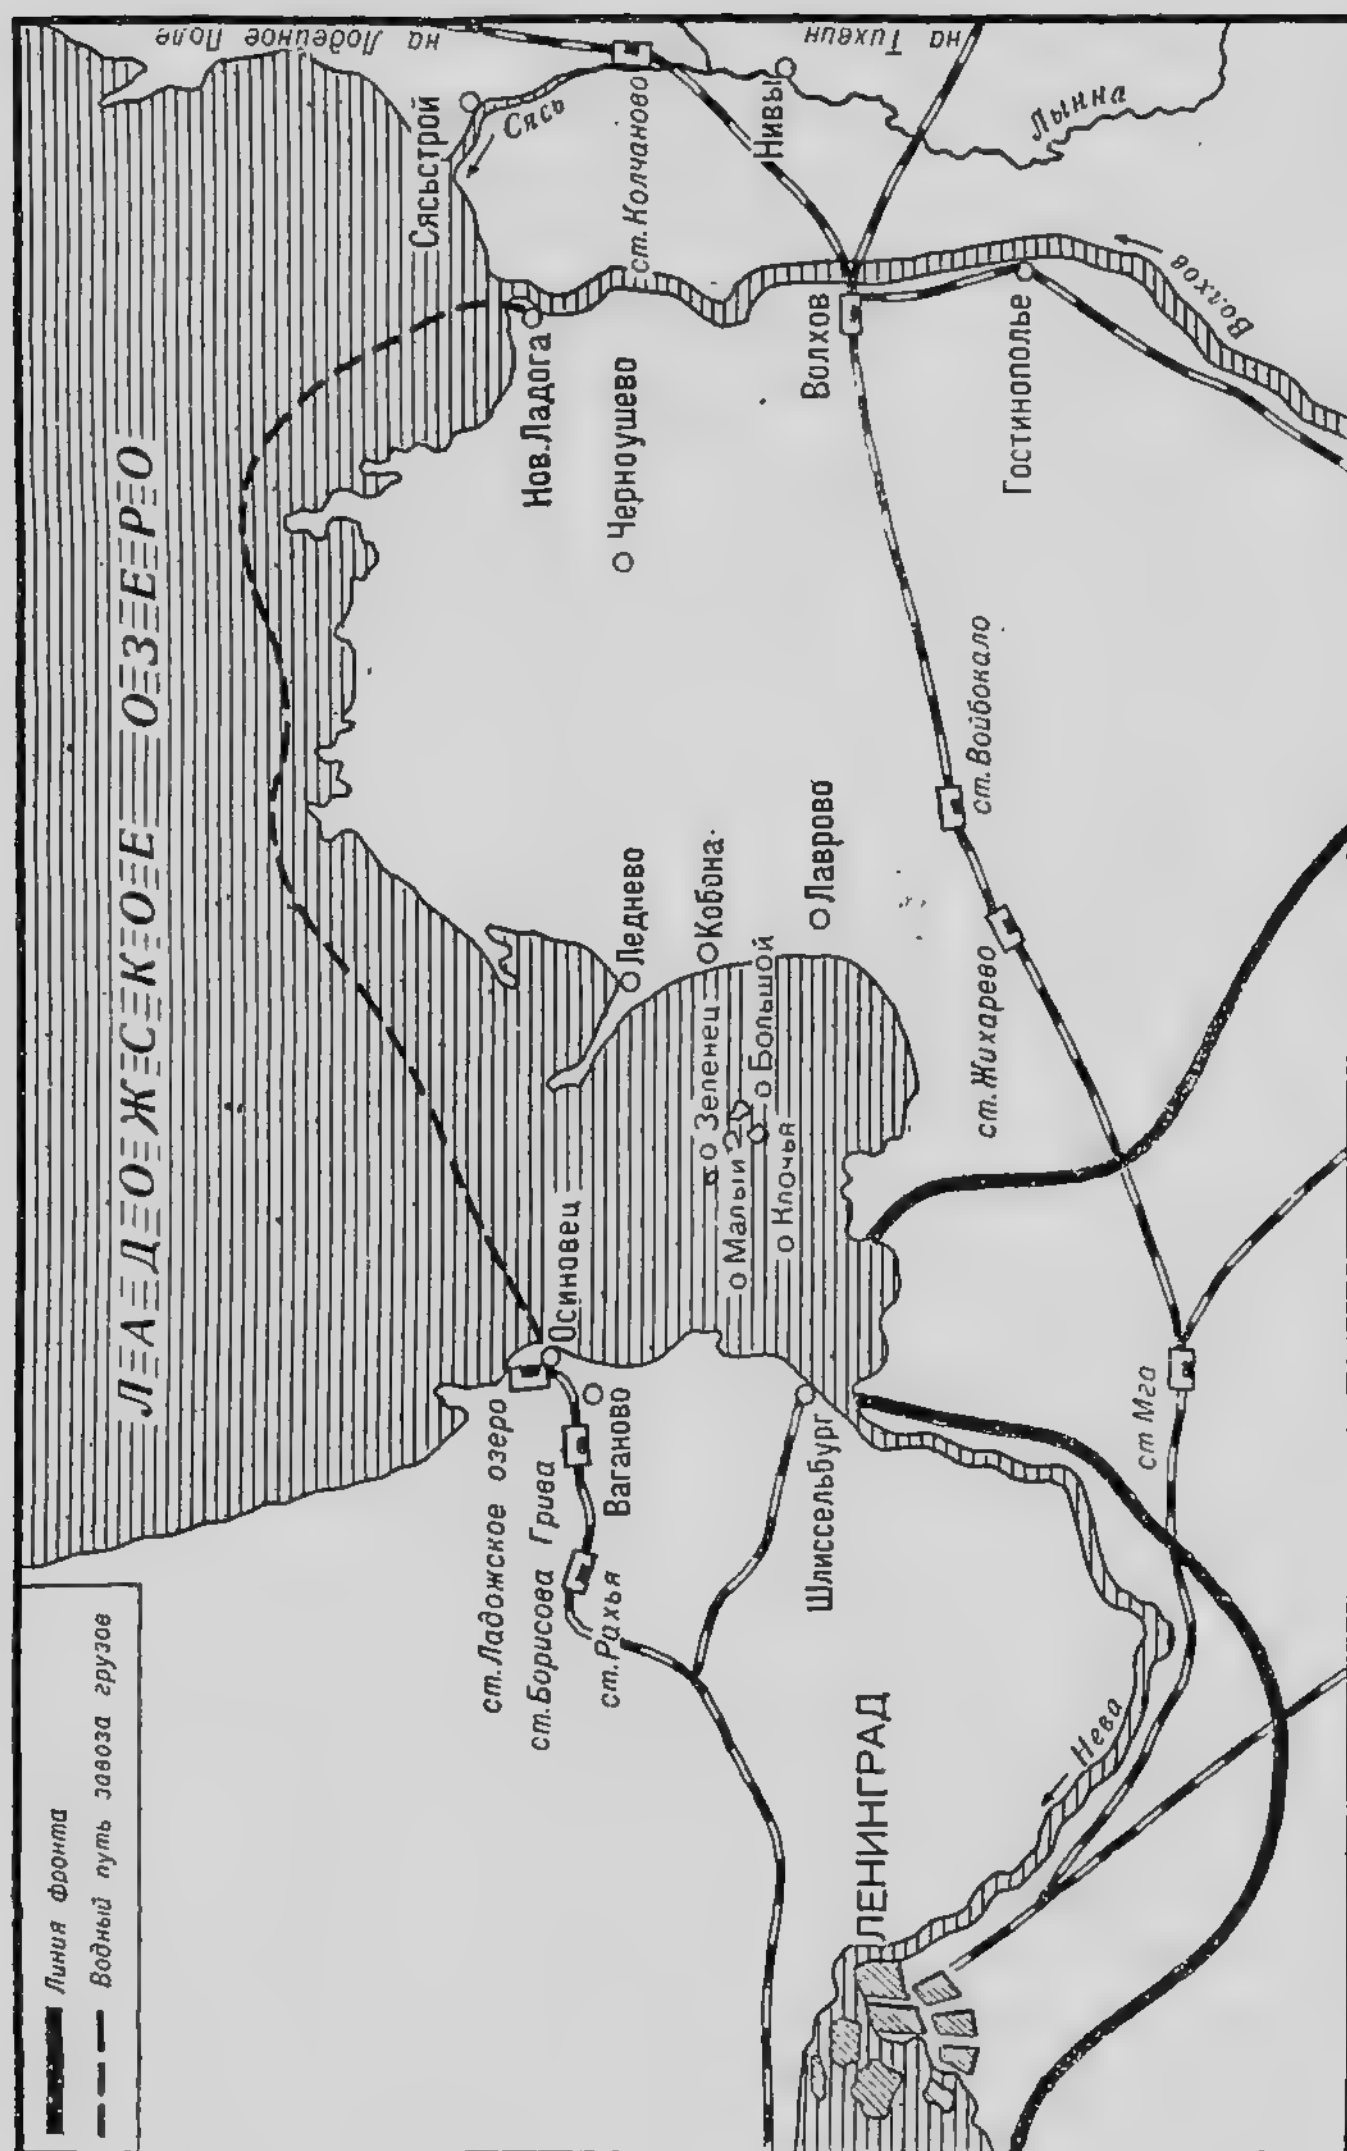 Линия фронта
Водный путь завоза грузов
ЛАДОЖСКОЕ ОЗЕРО
на Лодейное Поле
на Тихвин
Сясьстрой
Сясь
ст. Колчаново
Нивы
Лынна
Нов. Ладога
Черноушево
Волхов
Гостинополье
Волхов
ст. Войбокало
Леднево
Кобона
Лаврово
ст. Жихарево
Зеленец
Малый
Большой
Клочья
Осиновец
ст. Ладожское озеро
ст. Борисова Грива
Ваганово
ст. Рахья
Шлиссельбург
ст Мга
Нева
ЛЕНИНГРАД